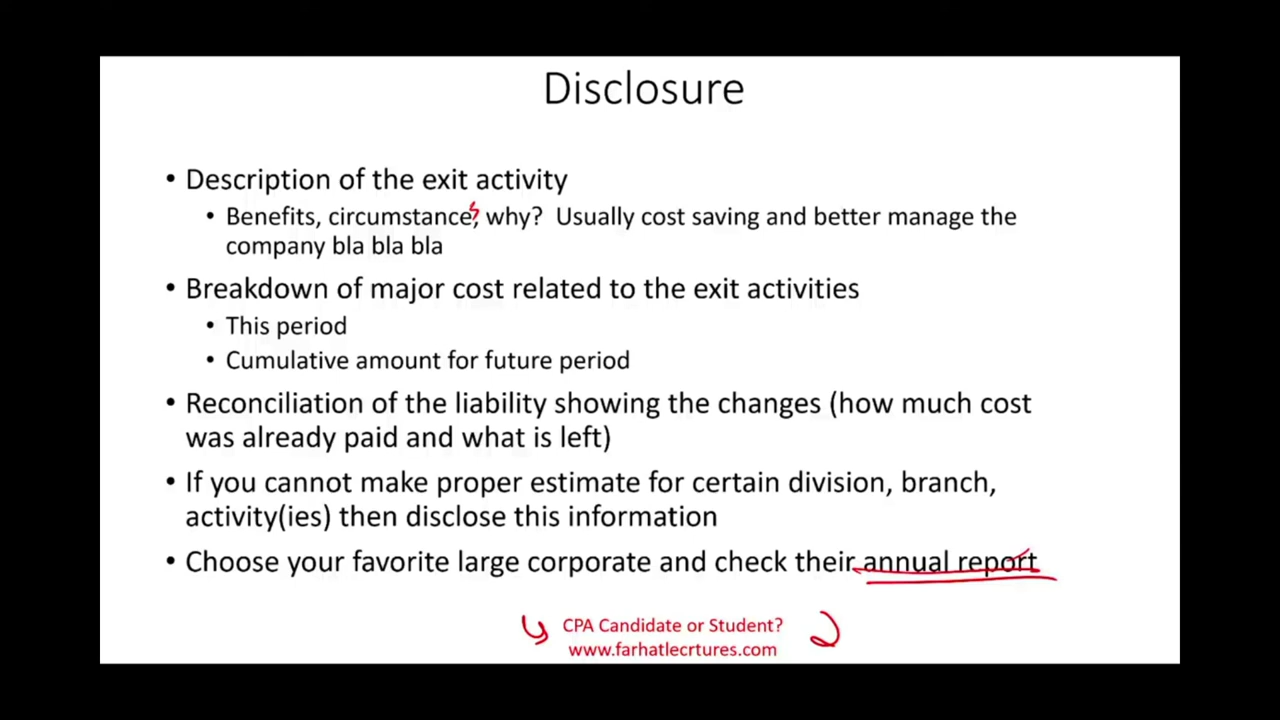 Disclosure
• Description of the exit activity
• Benefits, circumstances, why? Usually cost saving and better manage the
company bla bla bla
• Breakdown of major cost related to the exit activities
• This period
• Cumulative amount for future period
• Reconciliation of the liability showing the changes (how much cost
was already paid and what is left)
• If you cannot make proper estimate for certain division, branch,
activity(ies) then disclose this information
• Choose your favorite large corporate and check their annual report
CPA Candidate or Student?
www.farhatlecrtures.com